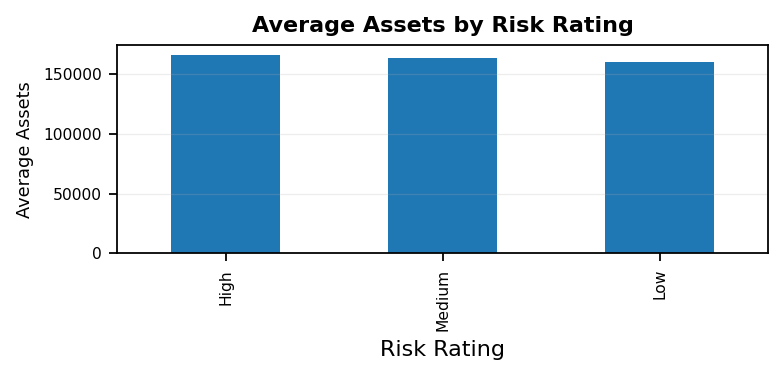 Average Assets by Risk Rating
Average Assets
150000
100000
50000
0
High
Medium
Low
Risk Rating